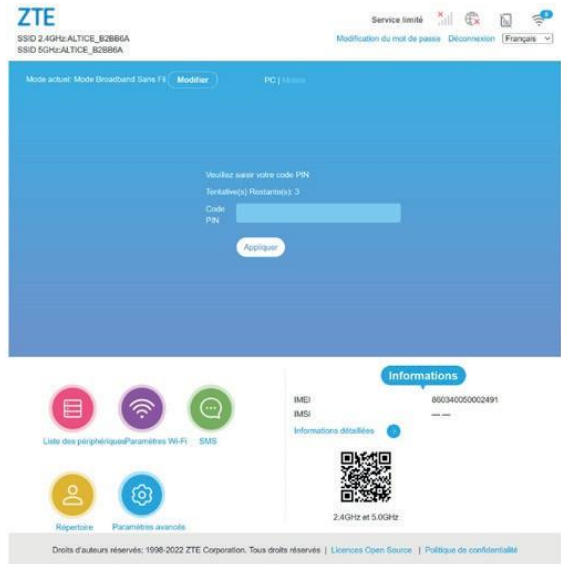 ZTE
SSID 2.4GHz:ALTICE_B2BB6A
SSID 5GHz:ALTICE_B2BB6A
Service limité
Modification du mot de passe Déconnexion Français
Mode actuel: Mode Broadband Sans Fil Modifier PC | Mobile
Veuillez saisir votre code PIN
Tentative(s) Restante(s): 3
Code PIN
Appliquer
Liste des périphériques Paramètres Wi-Fi SMS
Répertoire Paramètres avancés
Informations
IMEI 860340050002491
IMSI — —
Informations détaillées
2.4GHz et 5.0GHz
Droits d'auteurs réservés; 1998-2022 ZTE Corporation. Tous droits réservés | Licences Open Source | Politique de confidentialité